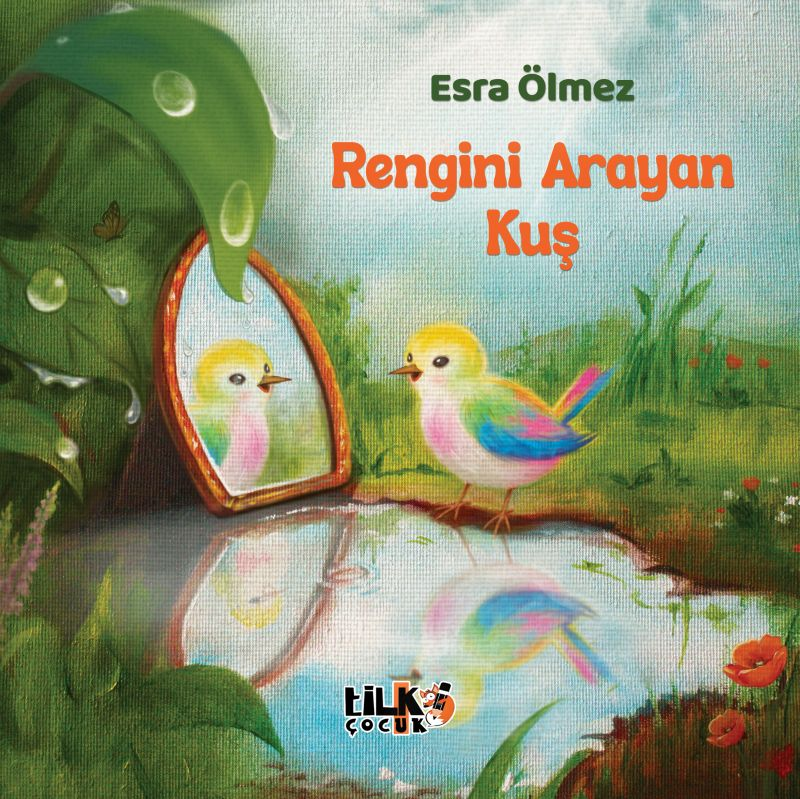 Esra Ölmez
Rengini Arayan
Kuş
tiLKi
ÇOCUK